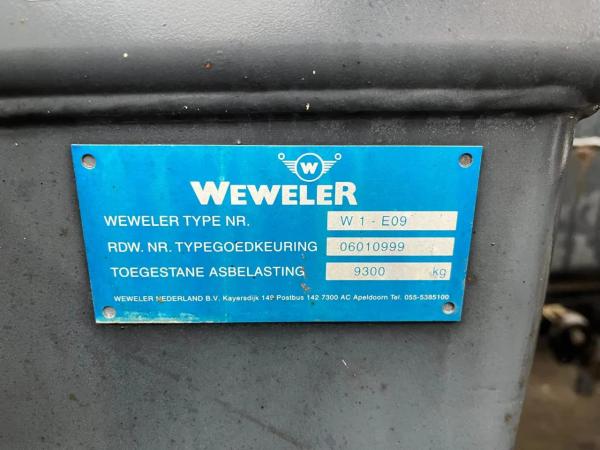 W
WEWELER
WEWELER TYPE NR. W 1 - E09
RDW. NR. TYPEGOEDKEURING 06010999
TOEGESTANE ASBELASTING 9300 kg
WEWELER NEDERLAND B.V. Kayersdijk 149 Postbus 142 7300 AC Apeldoorn Tel. 055-5385100